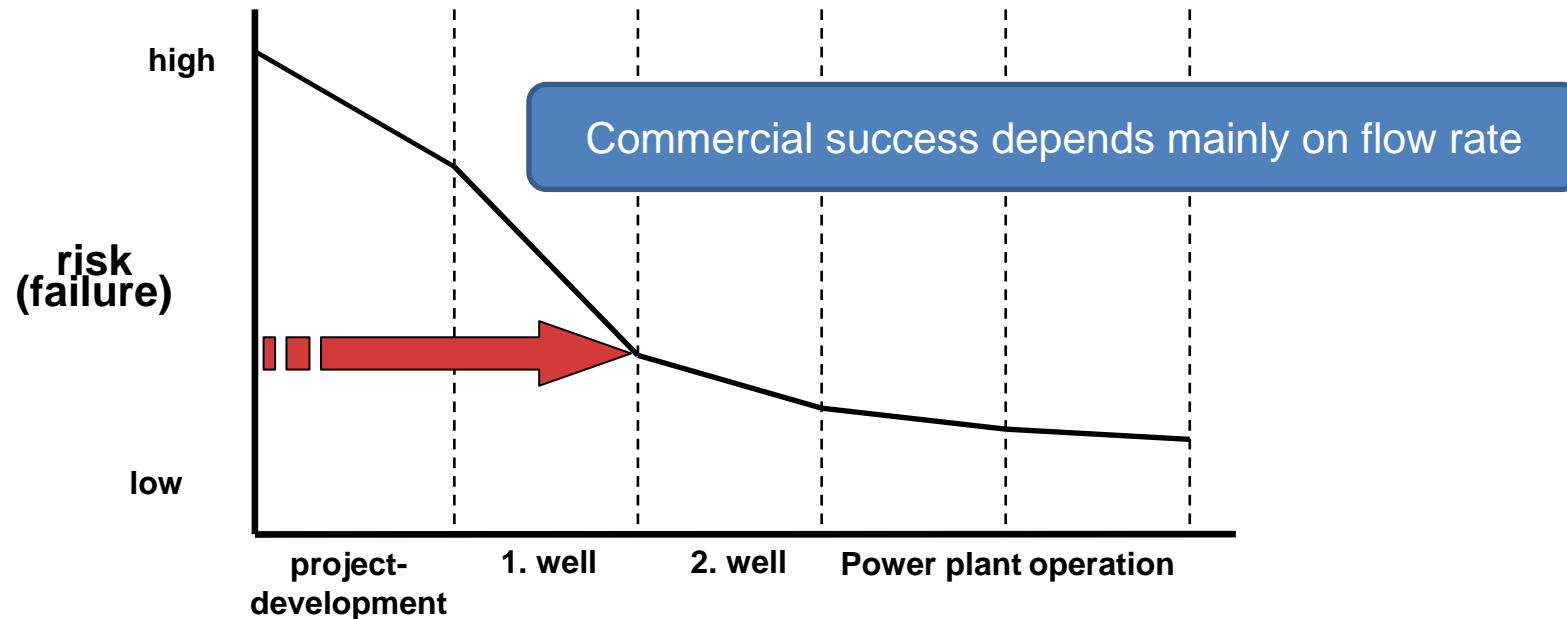 high
Commercial success depends mainly on flow rate
risk
(failure)
low
project-
development
1. well
2. well
Power plant operation